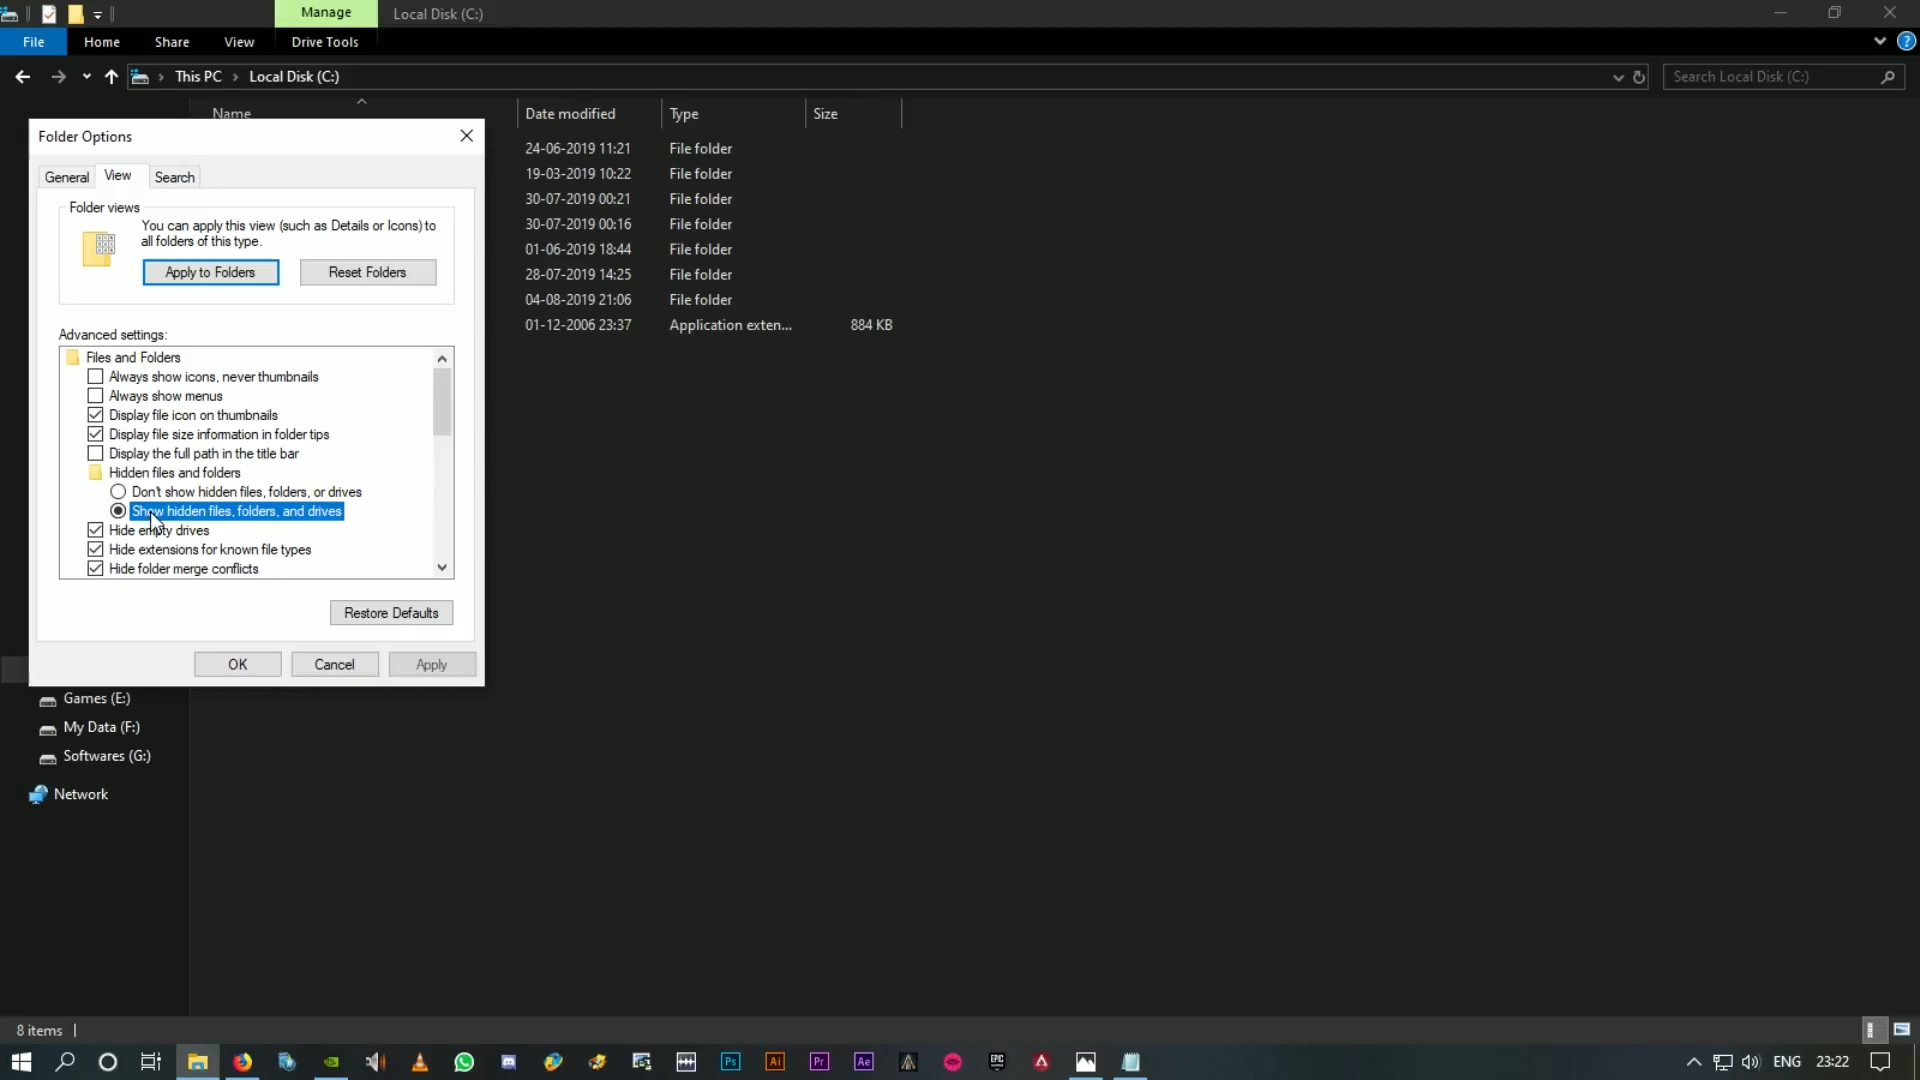 Manage
Local Disk (C:)
File
Home
Share
View
Drive Tools
This PC
Local Disk (C:)
Search Local Disk (C:)
Name
Date modified
Type
Size
24-06-2019 11:21
File folder
19-03-2019 10:22
File folder
30-07-2019 00:21
File folder
30-07-2019 00:16
File folder
01-06-2019 18:44
File folder
28-07-2019 14:25
File folder
04-08-2019 21:06
File folder
01-12-2006 23:37
Application exten...
884 KB
Folder Options
General
View
Search
Folder views
You can apply this view (such as Details or Icons) to
all folders of this type.
Apply to Folders
Reset Folders
Advanced settings:
Files and Folders
Always show icons, never thumbnails
Always show menus
Display file icon on thumbnails
Display file size information in folder tips
Display the full path in the title bar
Hidden files and folders
Don't show hidden files, folders, or drives
Show hidden files, folders, and drives
Hide empty drives
Hide extensions for known file types
Hide folder merge conflicts
Restore Defaults
OK
Cancel
Apply
Games (E:)
My Data (F:)
Softwares (G:)
Network
8 items
Ps
Ai
Pr
Ae
EPIC
ENG
23:22